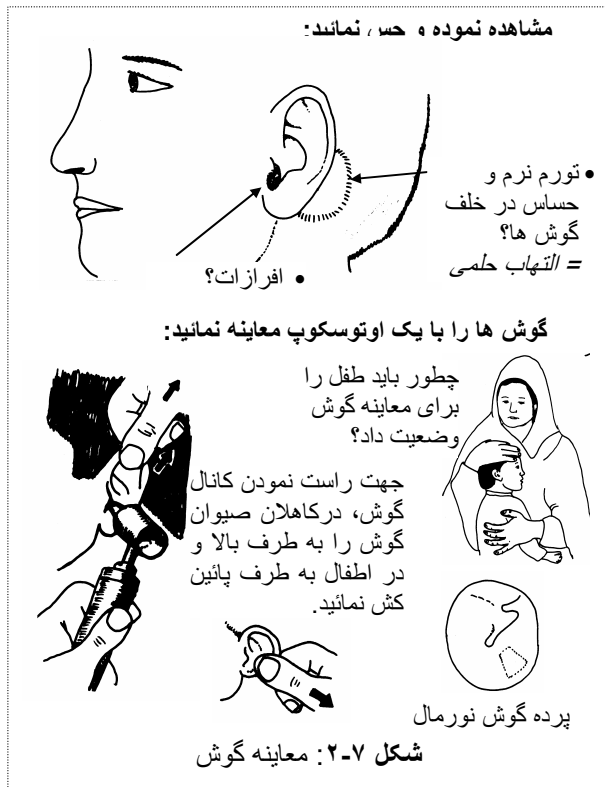 مشاهده نموده و حس نمائید:
• تورم نرم و
حساس در خلف
گوش ها؟
= التهاب حلمی
• افرازات؟
گوش ها را با یک اوتوسکوپ معاینه نمائید:
چطور باید طفل را
برای معاینه گوش
وضعیت داد؟
جهت راست نمودن کانال
گوش، درکاهلان صیوان
گوش را به طرف بالا و
در اطفال به طرف پائین
کش نمائید.
پرده گوش نورمال
شکل ۷-۲: معاینه گوش